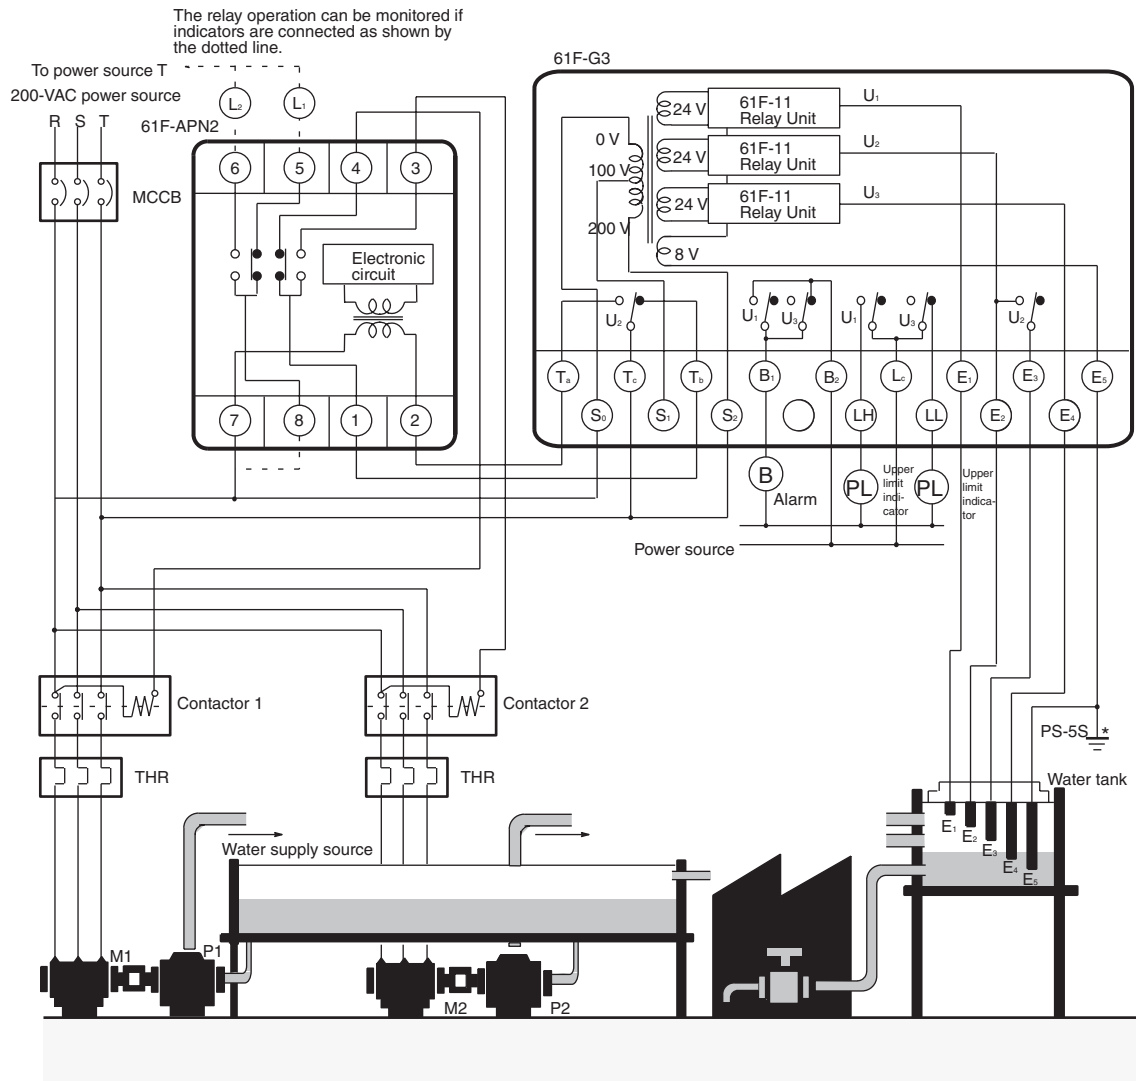 The relay operation can be monitored if
indicators are connected as shown by
the dotted line.
61F-G3
To power source T
200-VAC power source
R S T
61F-APN2
L2
L1
MCCB
6
5
4
3
Electronic
circuit
7
8
1
2
0 V
100 V
200 V
24 V
61F-11
Relay Unit
U1
24 V
61F-11
Relay Unit
U2
24 V
61F-11
Relay Unit
U3
8 V
U2
U1
U3
U1
U3
U2
Ta
Tc
Tb
B1
B2
Lc
E1
E3
E5
S0
S1
S2
LH
LL
E2
E4
B
Alarm
PL
Upper
limit
indi-
cator
PL
Upper
limit
indica-
tor
Power source
Contactor 1
Contactor 2
THR
THR
PS-5S *
Water tank
E1
E2
E3
E4
E5
Water supply source
M1
P1
M2
P2